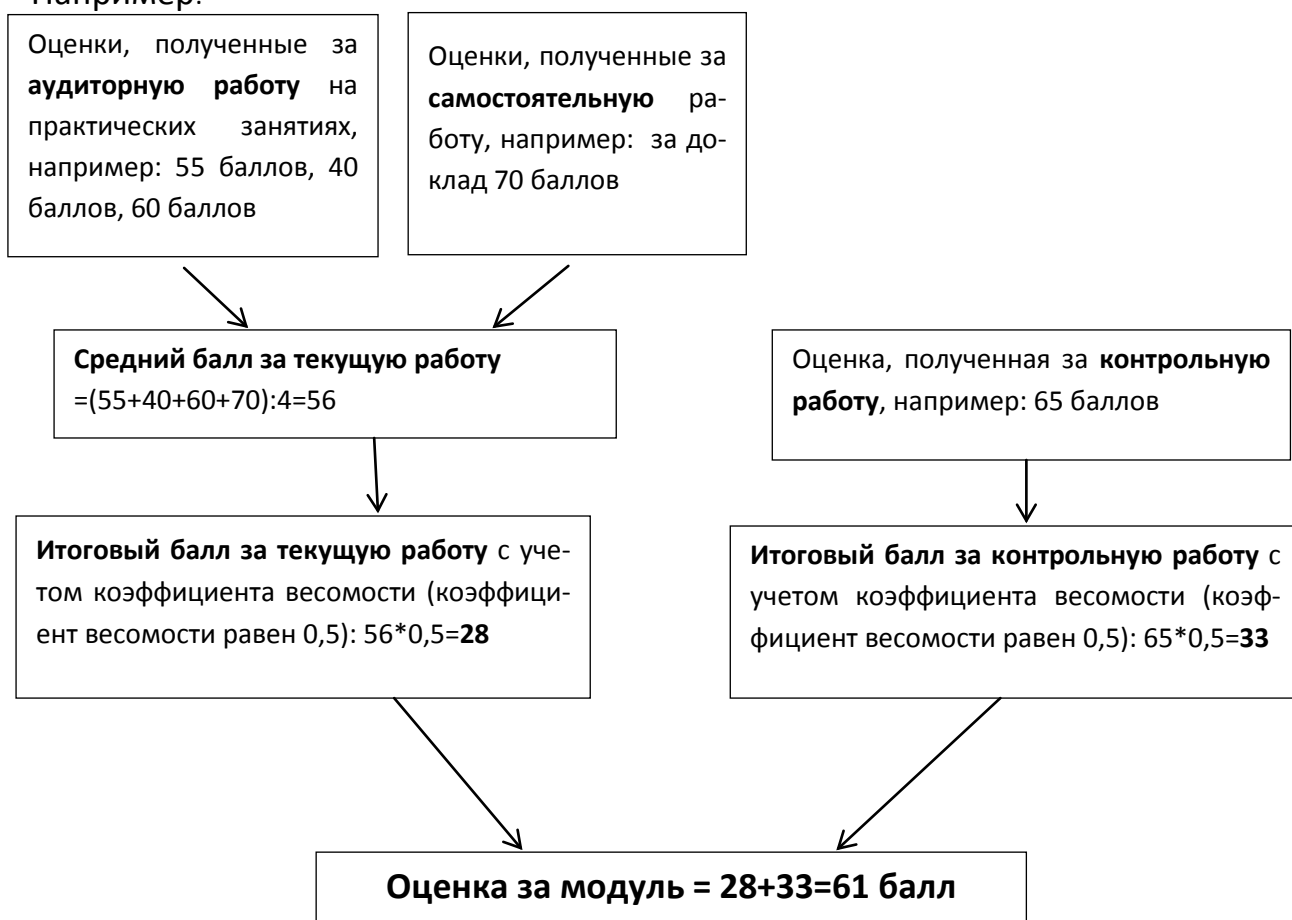 Например:
Оценки, полученные за
аудиторную работу на
практических занятиях,
например: 55 баллов, 40
баллов, 60 баллов
Оценки, полученные за
самостоятельную ра-
боту, например: за до-
клад 70 баллов
Средний балл за текущую работу
=(55+40+60+70):4=56
Оценка, полученная за контрольную
работу, например: 65 баллов
Итоговый балл за текущую работу с уче-
том коэффициента весомости (коэффици-
ент весомости равен 0,5): 56*0,5=28
Итоговый балл за контрольную работу с
учетом коэффициента весомости (коэф-
фициент весомости равен 0,5): 65*0,5=33
Оценка за модуль = 28+33=61 балл